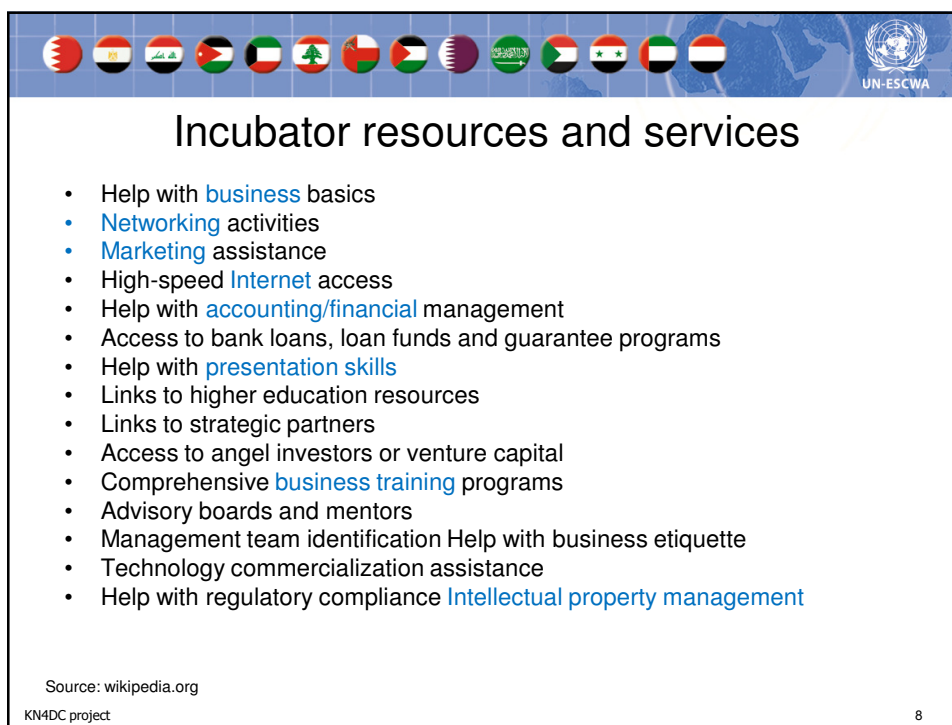 UN-ESCWA
Incubator resources and services
• Help with business basics
• Networking activities
• Marketing assistance
• High-speed Internet access
• Help with accounting/financial management
• Access to bank loans, loan funds and guarantee programs
• Help with presentation skills
• Links to higher education resources
• Links to strategic partners
• Access to angel investors or venture capital
• Comprehensive business training programs
• Advisory boards and mentors
• Management team identification Help with business etiquette
• Technology commercialization assistance
• Help with regulatory compliance Intellectual property management
Source: wikipedia.org
KN4DC project
8